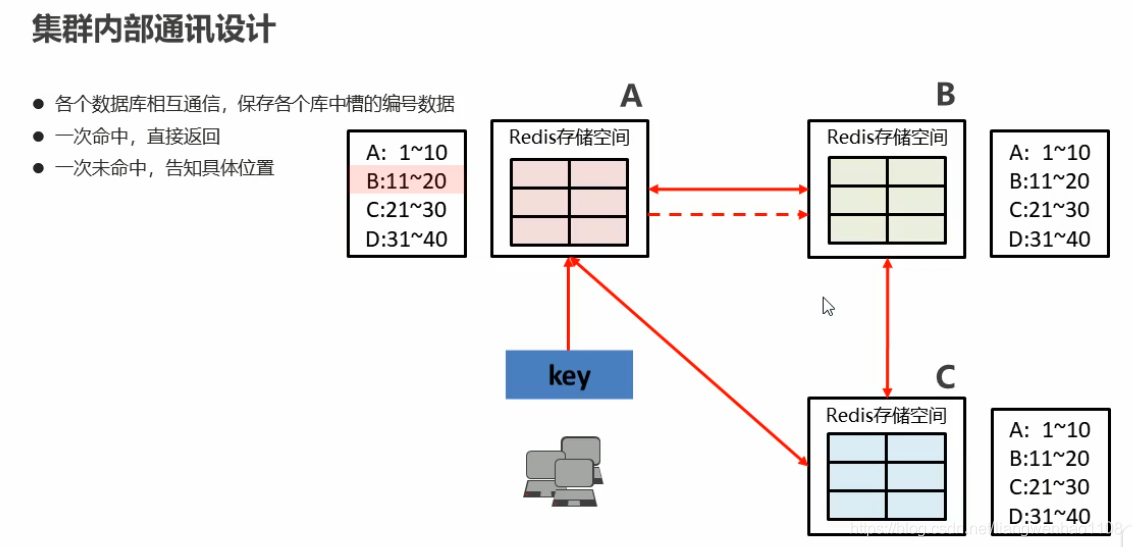 集群内部通讯设计
● 各个数据库相互通信，保存各个库中槽的编号数据
● 一次命中，直接返回
● 一次未命中，告知具体位置
A: 1~10
B:11~20
C:21~30
D:31~40
A
Redis存储空间
B
Redis存储空间
A: 1~10
B:11~20
C:21~30
D:31~40
key
C
Redis存储空间
A: 1~10
B:11~20
C:21~30
D:31~40